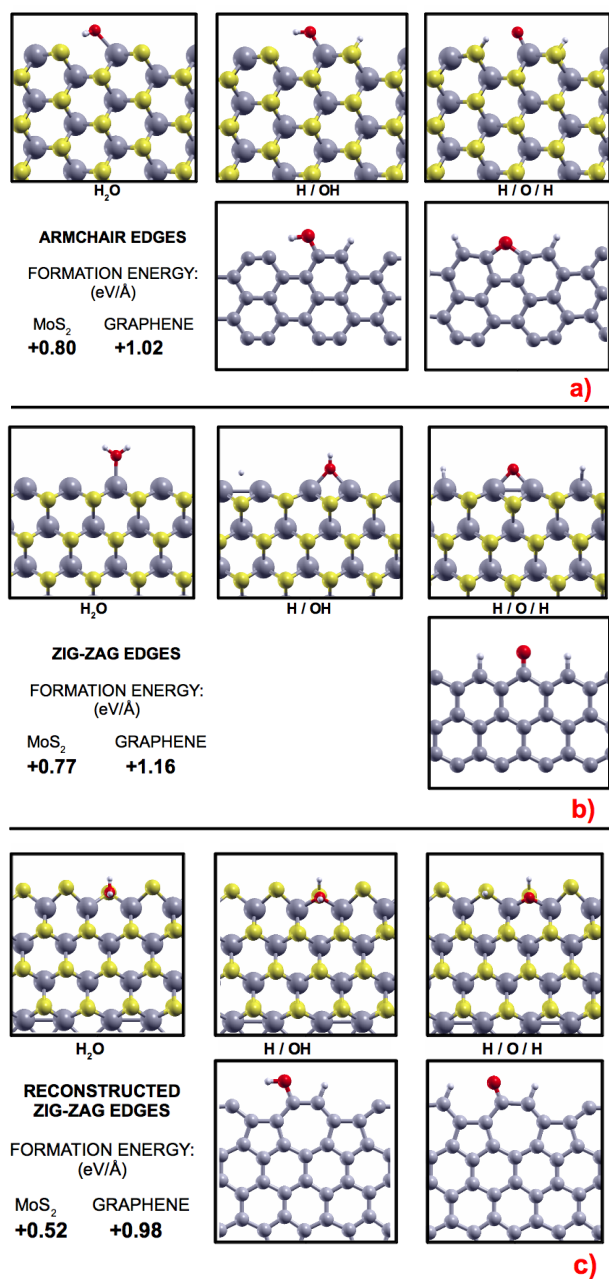 H₂O
H / OH
H / O / H
ARMCHAIR EDGES
FORMATION ENERGY:
(eV/Å)
MoS₂ GRAPHENE
+0.80 +1.02
a)
H₂O
H / OH
H / O / H
ZIG-ZAG EDGES
FORMATION ENERGY:
(eV/Å)
MoS₂ GRAPHENE
+0.77 +1.16
b)
H₂O
H / OH
H / O / H
RECONSTRUCTED
ZIG-ZAG EDGES
FORMATION ENERGY:
(eV/Å)
MoS₂ GRAPHENE
+0.52 +0.98
c)